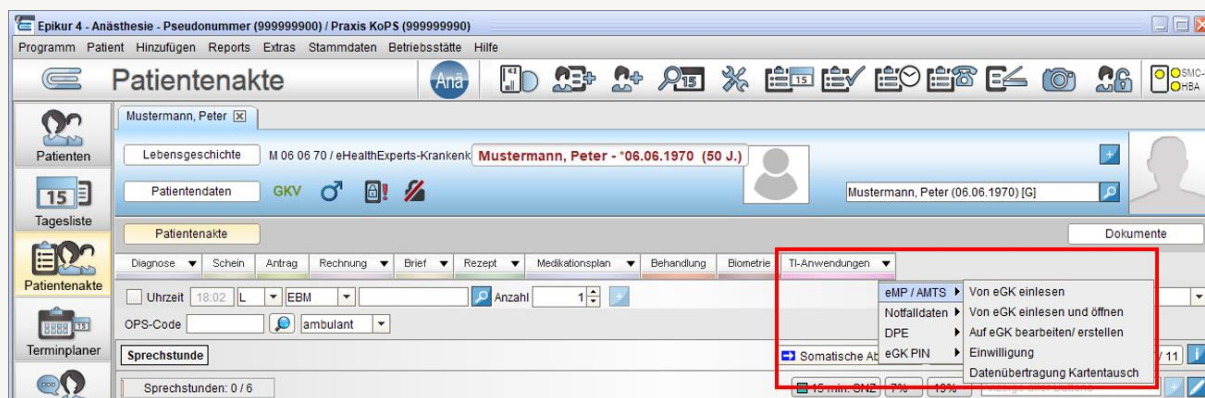 Epikur 4 - Anästhesie - Pseudonummer (999999900) / Praxis KoPS (999999990)
Programm Patient Hinzufügen Reports Extras Stammdaten Betriebsstätte Hilfe
Patientenakte Anä 15 SMC-
HBA
Mustermann, Peter
Patienten
Lebensgeschichte M 06 06 70 / eHealthExperts-Krankenk Mustermann, Peter - *06.06.1970 (50 J.)
15
Tagesliste
Patientendaten GKV Mustermann, Peter (06.06.1970) [G]
Patientenakte Dokumente
Patientenakte
Diagnose Schein Antrag Rechnung Brief Rezept Medikationsplan Behandlung Biometrie TI-Anwendungen
Uhrzeit 18:02 L EBM Anzahl 1 eMP / AMTS Von eGK einlesen
Notfalldaten Von eGK einlesen und öffnen
OPS-Code ambulant DPE Auf eGK bearbeiten/ erstellen
Terminplaner
Sprechstunde Somatische Ab eGK PIN Einwilligung / 11
Datenübertragung Kartentausch
Sprechstunden: 0 / 6 15 min. ONZ 7% 19%